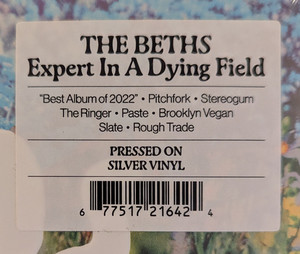 THE BETHS
Expert In A Dying Field
"Best Album of 2022" • Pitchfork • Stereogum
The Ringer • Paste • Brooklyn Vegan
Slate • Rough Trade
PRESSED ON
SILVER VINYL
6 77517 21642 4